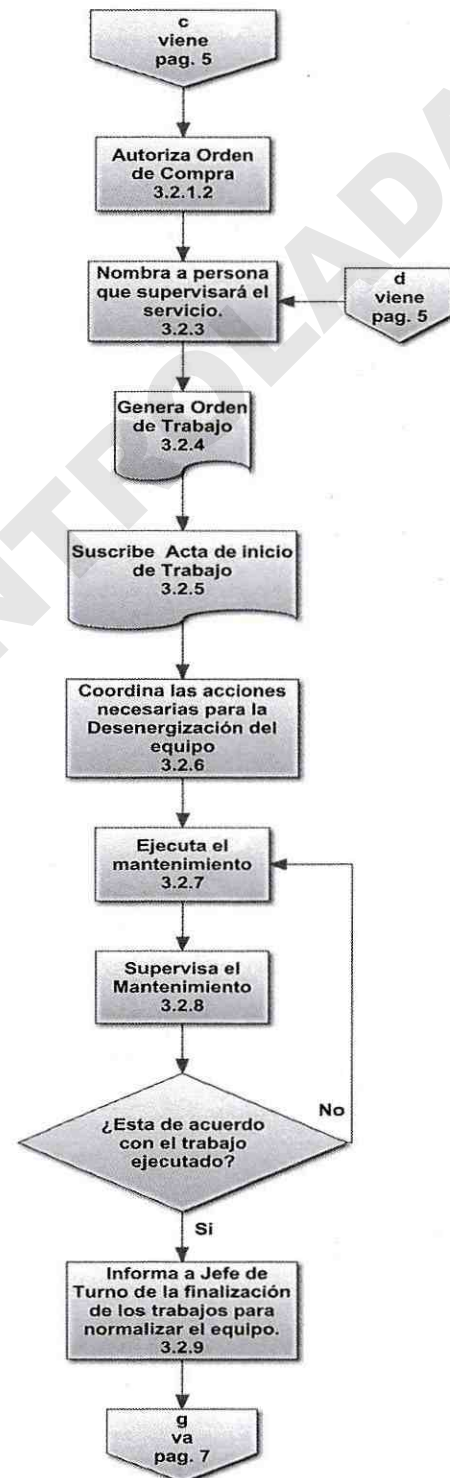 c
viene
pag. 5
Autoriza Orden
de Compra
3.2.1.2
Nombra a persona
que supervisará el
servicio.
3.2.3
d
viene
pag. 5
Genera Orden
de Trabajo
3.2.4
Suscribe Acta de inicio
de Trabajo
3.2.5
Coordina las acciones
necesarias para la
Desenergización del
equipo
3.2.6
Ejecuta el
mantenimiento
3.2.7
Supervisa el
Mantenimiento
3.2.8
¿Esta de acuerdo
con el trabajo
ejecutado?
No
Si
Informa a Jefe de
Turno de la finalización
de los trabajos para
normalizar el equipo.
3.2.9
g
va
pag. 7
NTROLADA